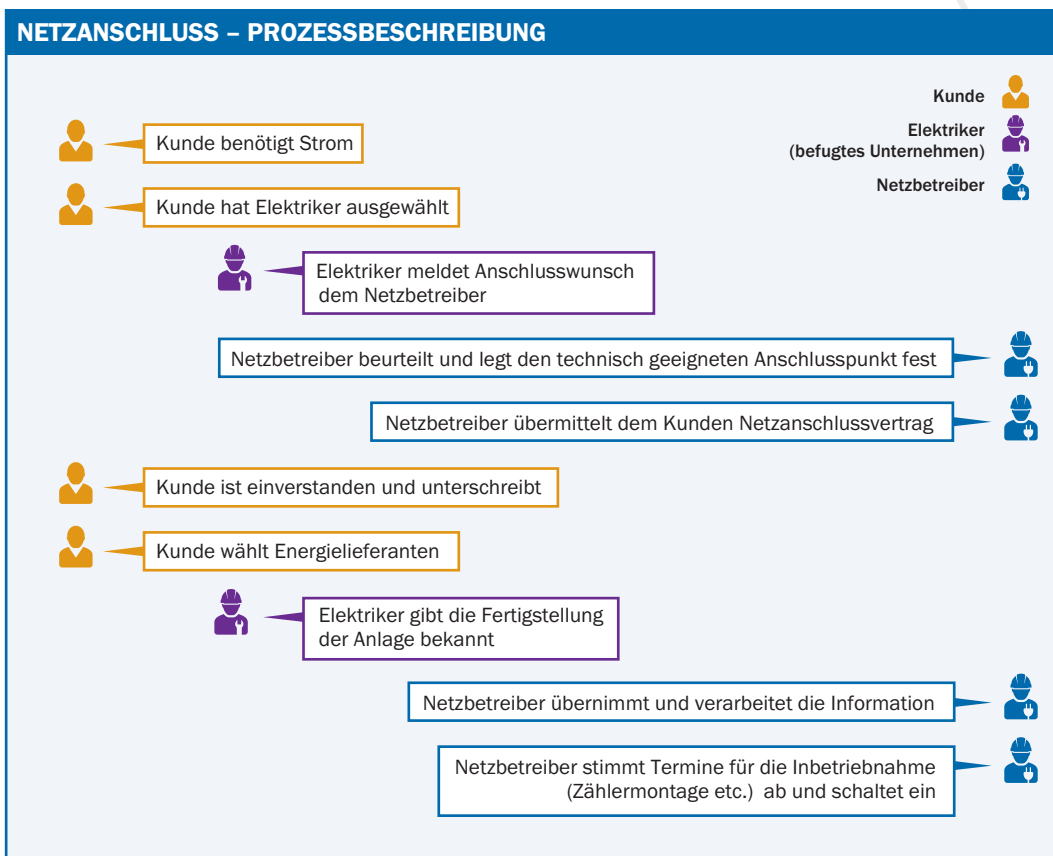 NETZANSCHLUSS – PROZESSBESCHREIBUNG
Kunde
Elektriker
(befugtes Unternehmen)
Netzbetreiber
Kunde benötigt Strom
Kunde hat Elektriker ausgewählt
Elektriker meldet Anschlusswunsch
dem Netzbetreiber
Netzbetreiber beurteilt und legt den technisch geeigneten Anschlusspunkt fest
Netzbetreiber übermittelt dem Kunden Netzanschlussvertrag
Kunde ist einverstanden und unterschreibt
Kunde wählt Energielieferanten
Elektriker gibt die Fertigstellung
der Anlage bekannt
Netzbetreiber übernimmt und verarbeitet die Information
Netzbetreiber stimmt Termine für die Inbetriebnahme
(Zählermontage etc.) ab und schaltet ein